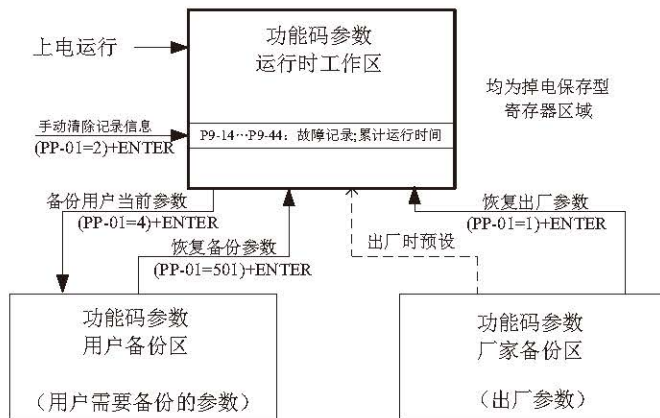 功能码参数
运行时工作区
上电运行
均为掉电保存型
寄存器区域
手动清除记录信息
(PP-01=2)+ENTER
P9-14…P9-44：故障记录;累计运行时间
备份用户当前参数
(PP-01=4)+ENTER
恢复出厂参数
(PP-01=1)+ENTER
恢复备份参数
(PP-01=501)+ENTER
出厂时预设
功能码参数
用户备份区
（用户需要备份的参数）
功能码参数
厂家备份区
（出厂参数）